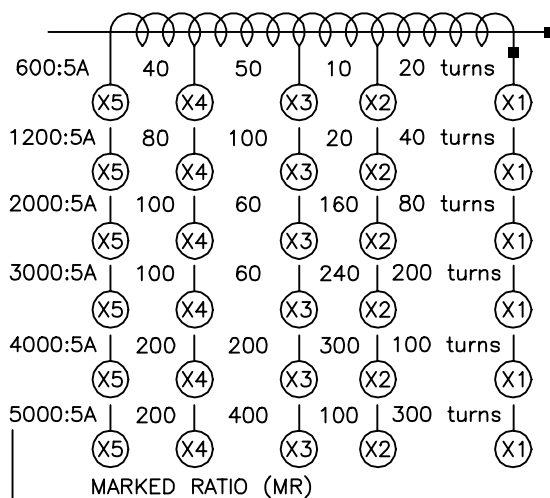 600:5A 40 50 10 20 turns
X5 X4 X3 X2 X1
1200:5A 80 100 20 40 turns
X5 X4 X3 X2 X1
2000:5A 100 60 160 80 turns
X5 X4 X3 X2 X1
3000:5A 100 60 240 200 turns
X5 X4 X3 X2 X1
4000:5A 200 200 300 100 turns
X5 X4 X3 X2 X1
5000:5A 200 400 100 300 turns
X5 X4 X3 X2 X1
MARKED RATIO (MR)